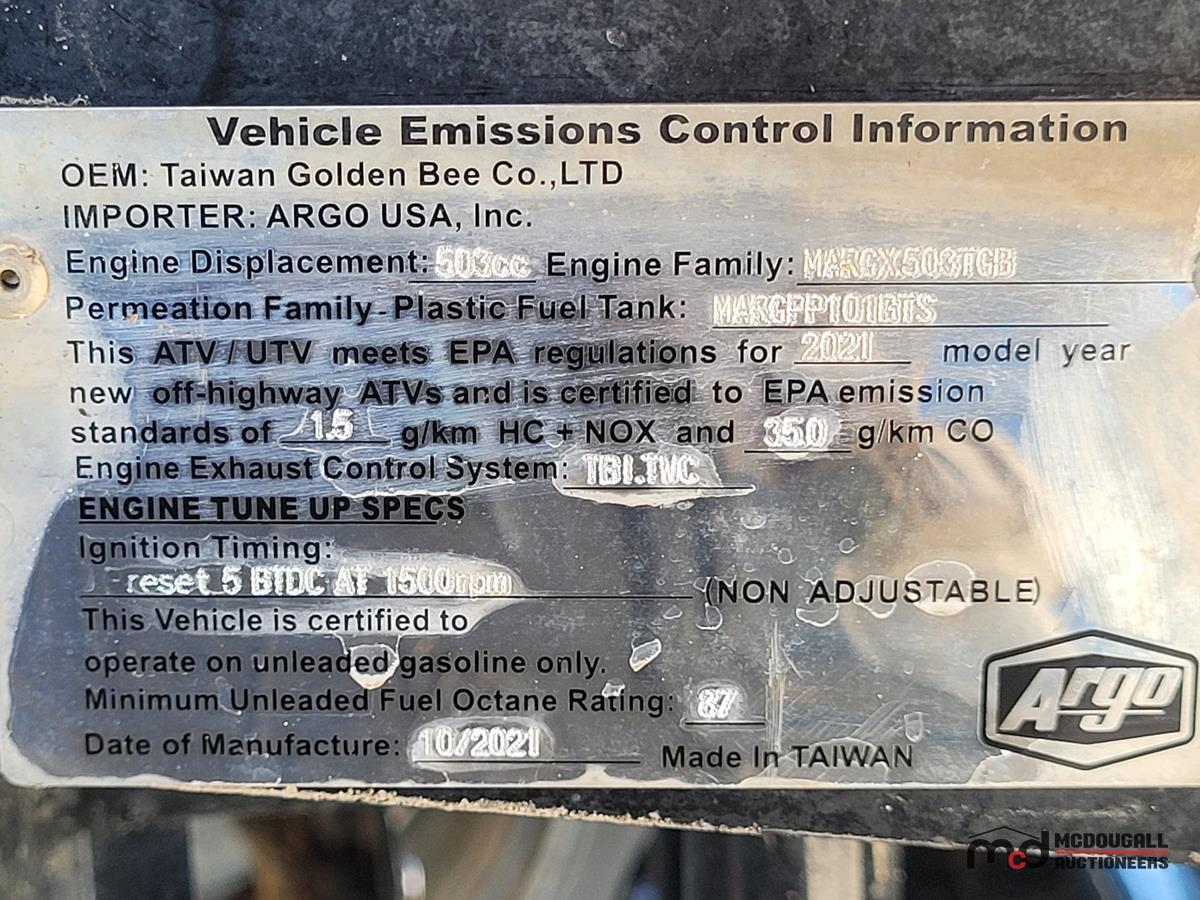 Vehicle Emissions Control Information
OEM: Taiwan Golden Bee Co.,LTD
IMPORTER: ARGO USA, Inc.
Engine Displacement: 503cc Engine Family: MARGX503TGB
Permeation Family-Plastic Fuel Tank: MARGPP101BTS
This ATV/UTV meets EPA regulations for 2021 model year
new off-highway ATVs and is certified to EPA emission
standards of 1.5 g/km HC + NOX and 35.0 g/km CO
Engine Exhaust Control System: TBI.TWC
ENGINE TUNE UP SPECS
Ignition Timing:
reset 5 BTDC AT 1500rpm (NON ADJUSTABLE)
This Vehicle is certified to
operate on unleaded gasoline only.
Minimum Unleaded Fuel Octane Rating: 87
Date of Manufacture: 10/2021 Made In TAIWAN
Argo
mcd MCDOUGALL
AUCTIONEERS